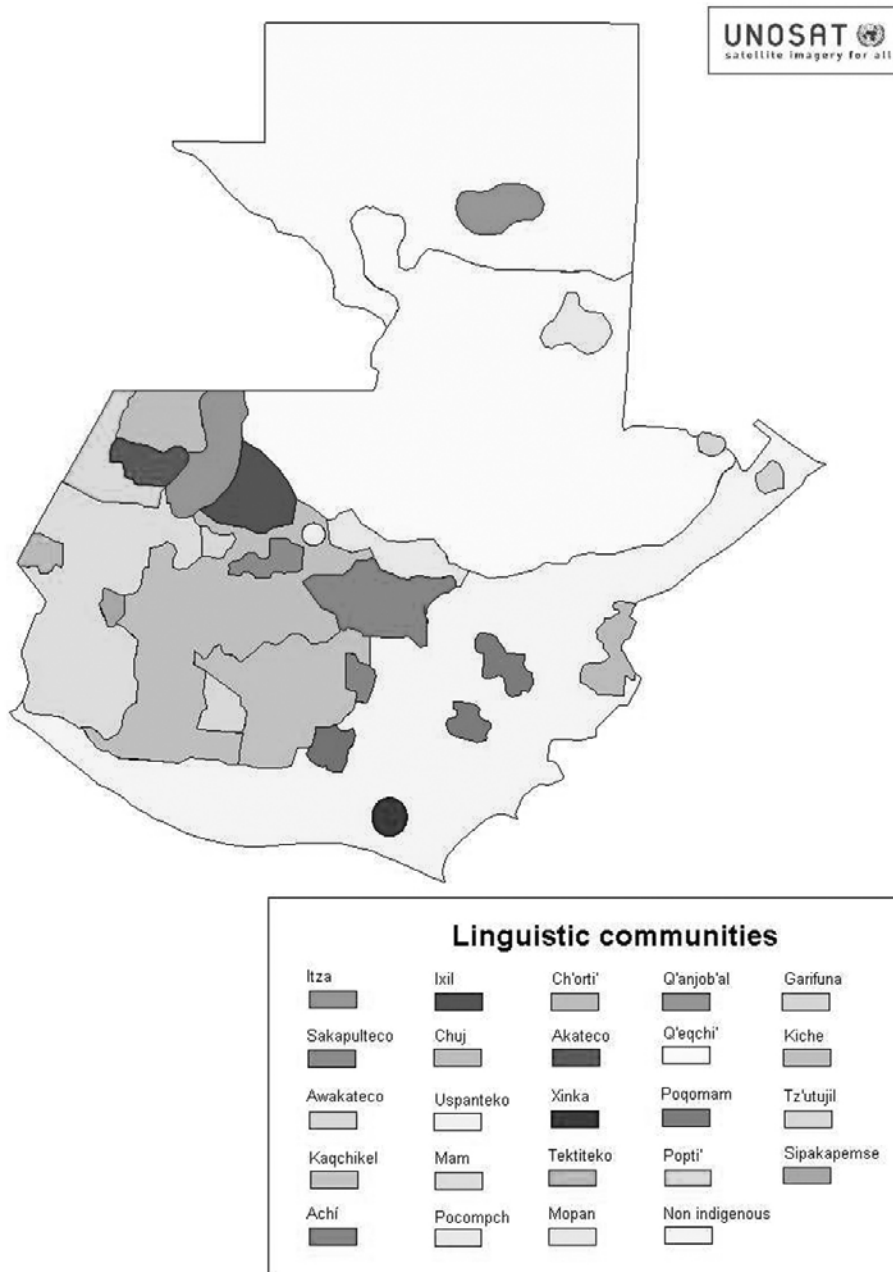 UNOSAT
satellite imagery for all
Linguistic communities
Itza Ixil Ch'orti' Q'anjob'al Garifuna
Sakapulteco Chuj Akateco Q'eqchi' Kiche
Awakateco Uspanteko Xinka Poqomam Tz'utujil
Kaqchikel Mam Tektiteko Popti' Sipakapemse
Achí Pocompch Mopan Non indigenous